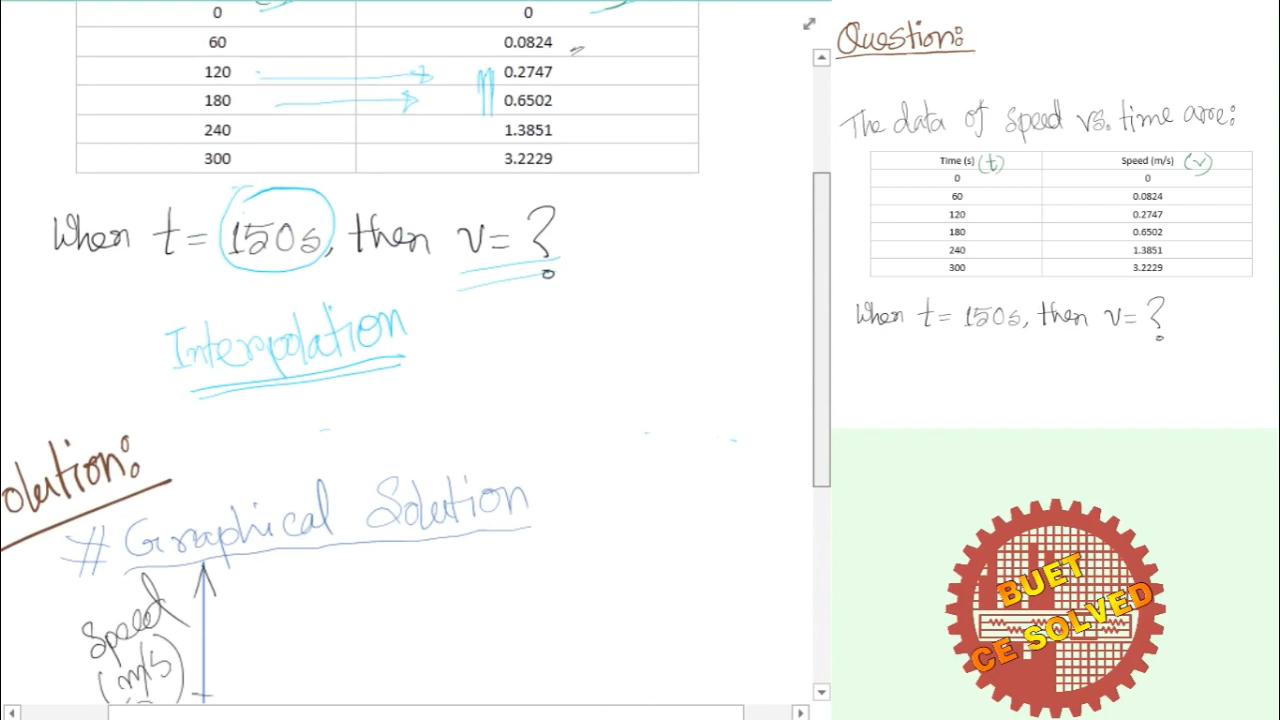 0 0
60 0.0824
120 0.2747
180 0.6502
240 1.3851
300 3.2229
When t = 150s, then v = ?
Interpolation
olution:
# Graphical Solution
Speed
(m/s)
Question:
The data of speed vs. time are:
Time (s) (t) Speed (m/s) (v)
0 0
60 0.0824
120 0.2747
180 0.6502
240 1.3851
300 3.2229
When t = 150s, then v = ?
BUET
CE SOLVED